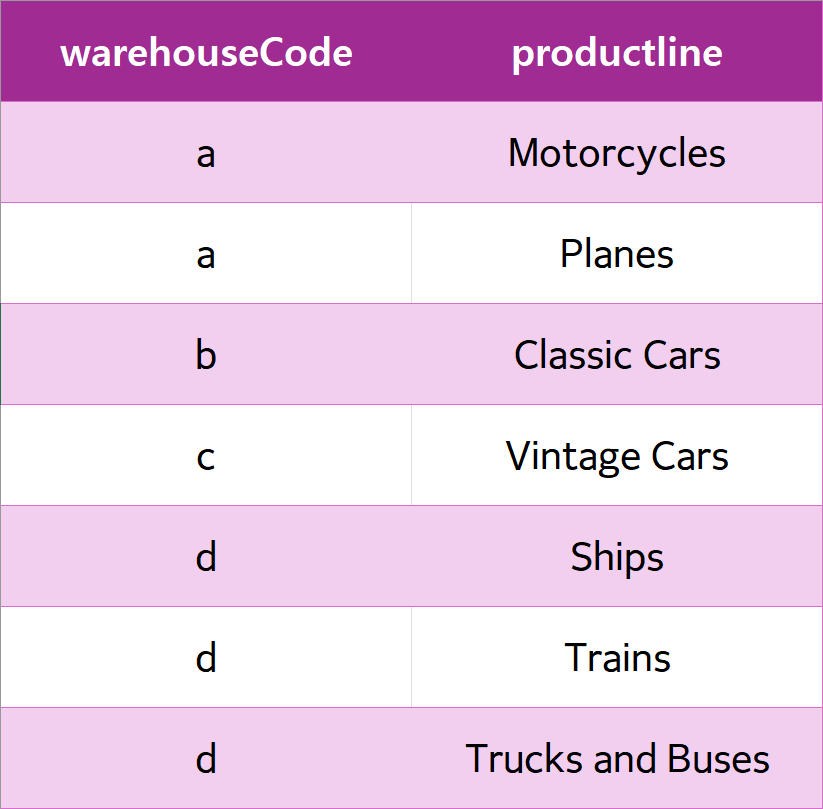 warehouseCode productline
a Motorcycles
a Planes
b Classic Cars
c Vintage Cars
d Ships
d Trains
d Trucks and Buses